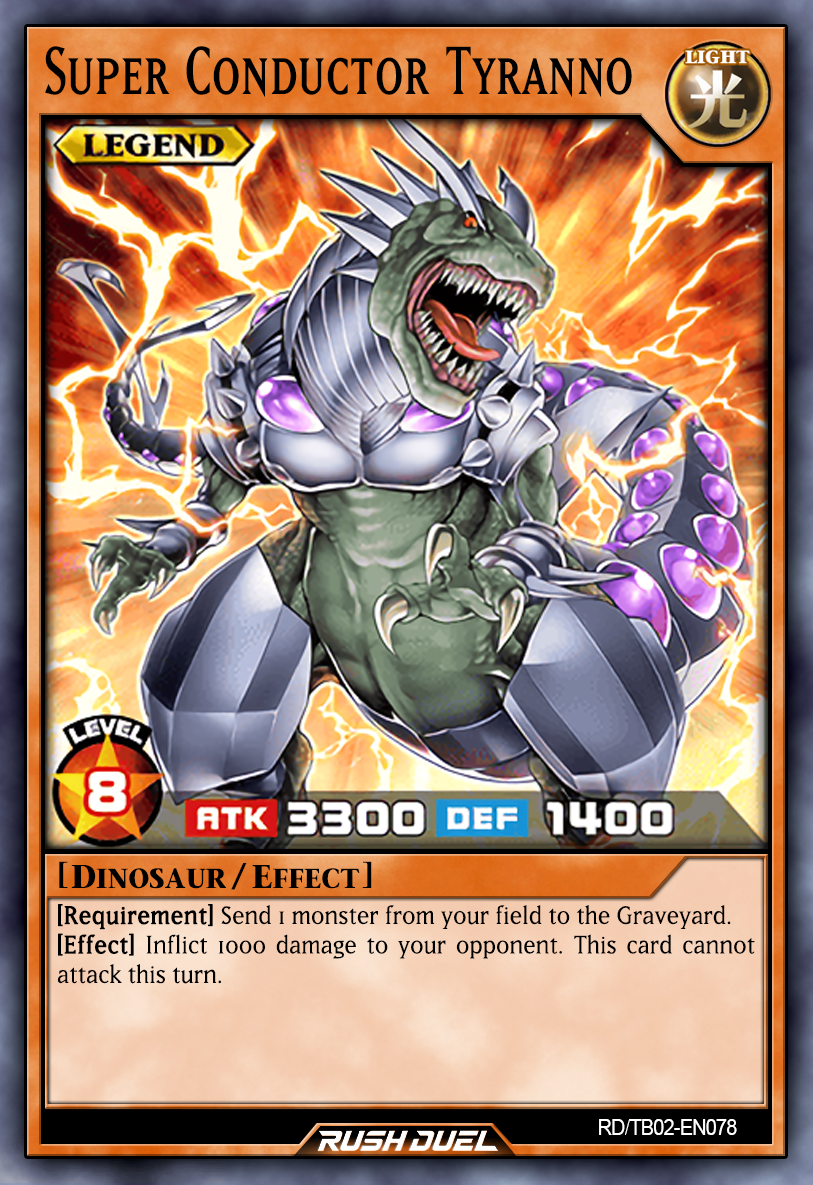 Super Conductor Tyranno
LIGHT
光
LEGEND
LEVEL
8
ATK 3300 DEF 1400
[Dinosaur / Effect]
[Requirement] Send 1 monster from your field to the Graveyard.
[Effect] Inflict 1000 damage to your opponent. This card cannot
attack this turn.
RD/TB02-EN078
RUSH DUEL